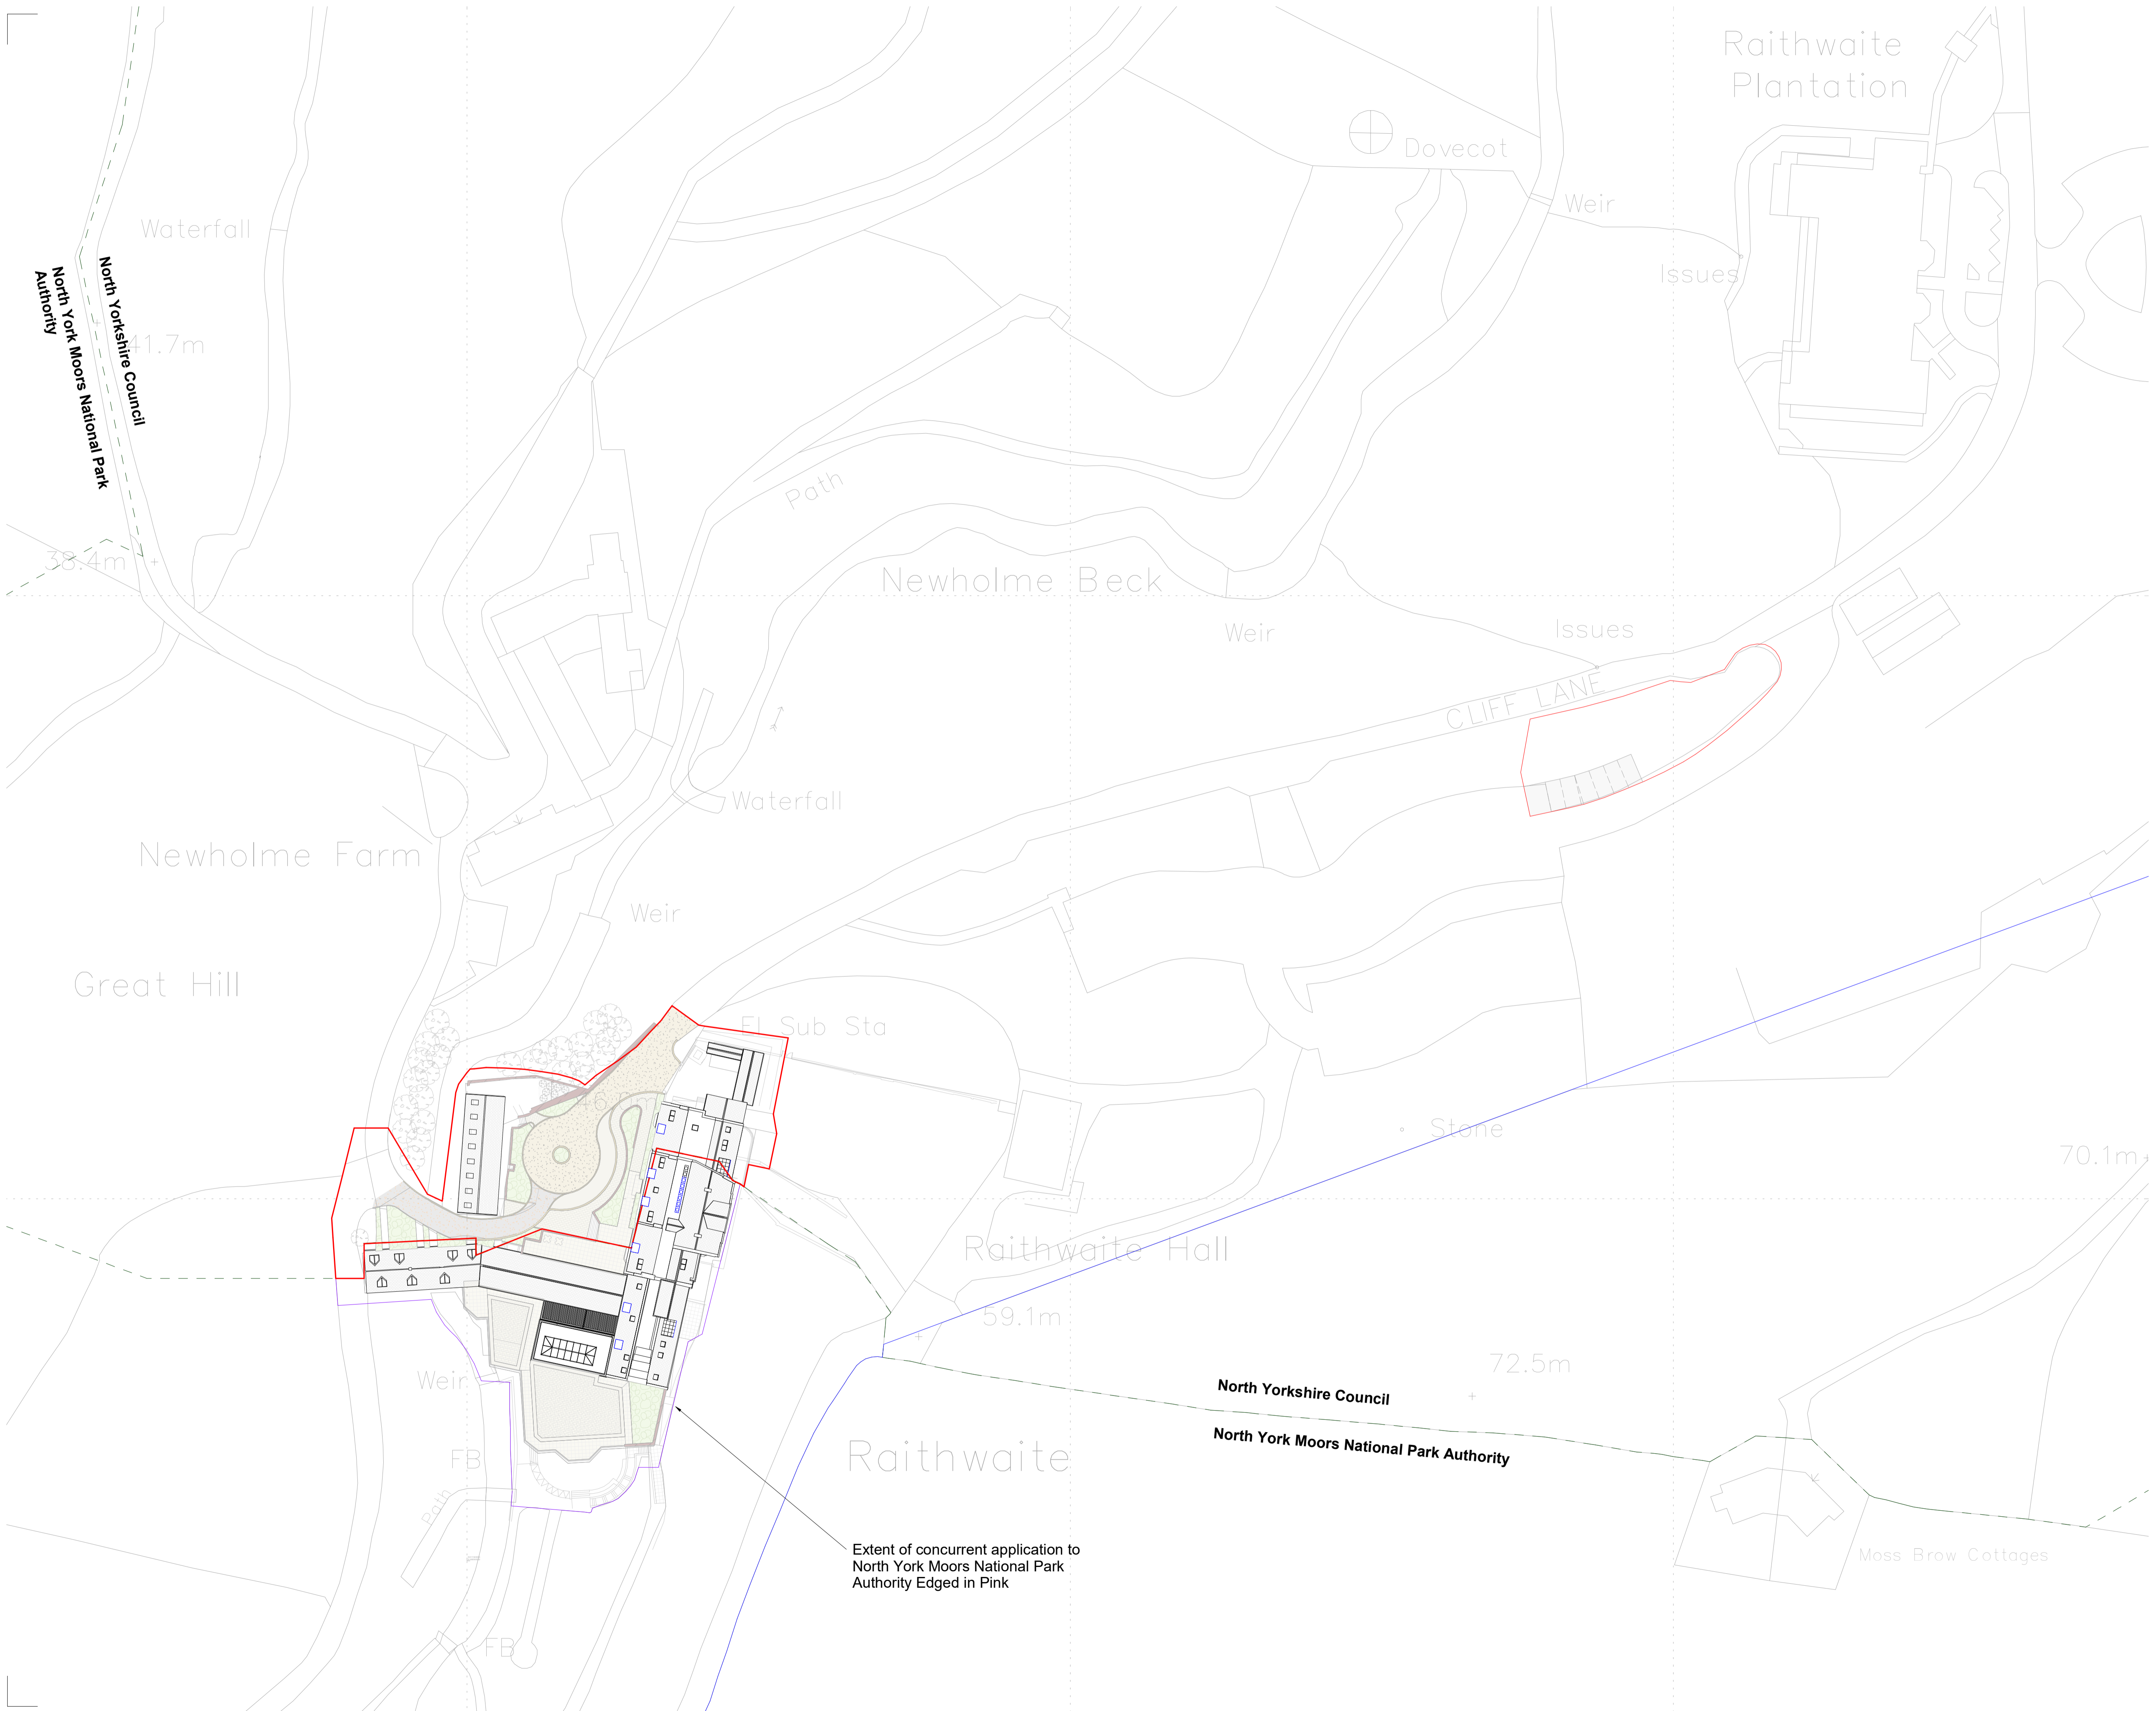 Raithwaite
Plantation
Dovecot
Weir
Waterfall
Issues
North Yorkshire Council
North York Moors National Park
Authority
41.7m
Path
38.4m
Newholme Beck
Weir
Issues
CLIFF LANE
Waterfall
Newholme Farm
Weir
Great Hill
El Sub Sta
Stone
70.1m
Raithwaite Hall
59.1m
72.5m
Weir
North Yorkshire Council
North York Moors National Park Authority
Raithwaite
FB
Path
Extent of concurrent application to
North York Moors National Park
Authority Edged in Pink
Moss Brow Cottages
FB